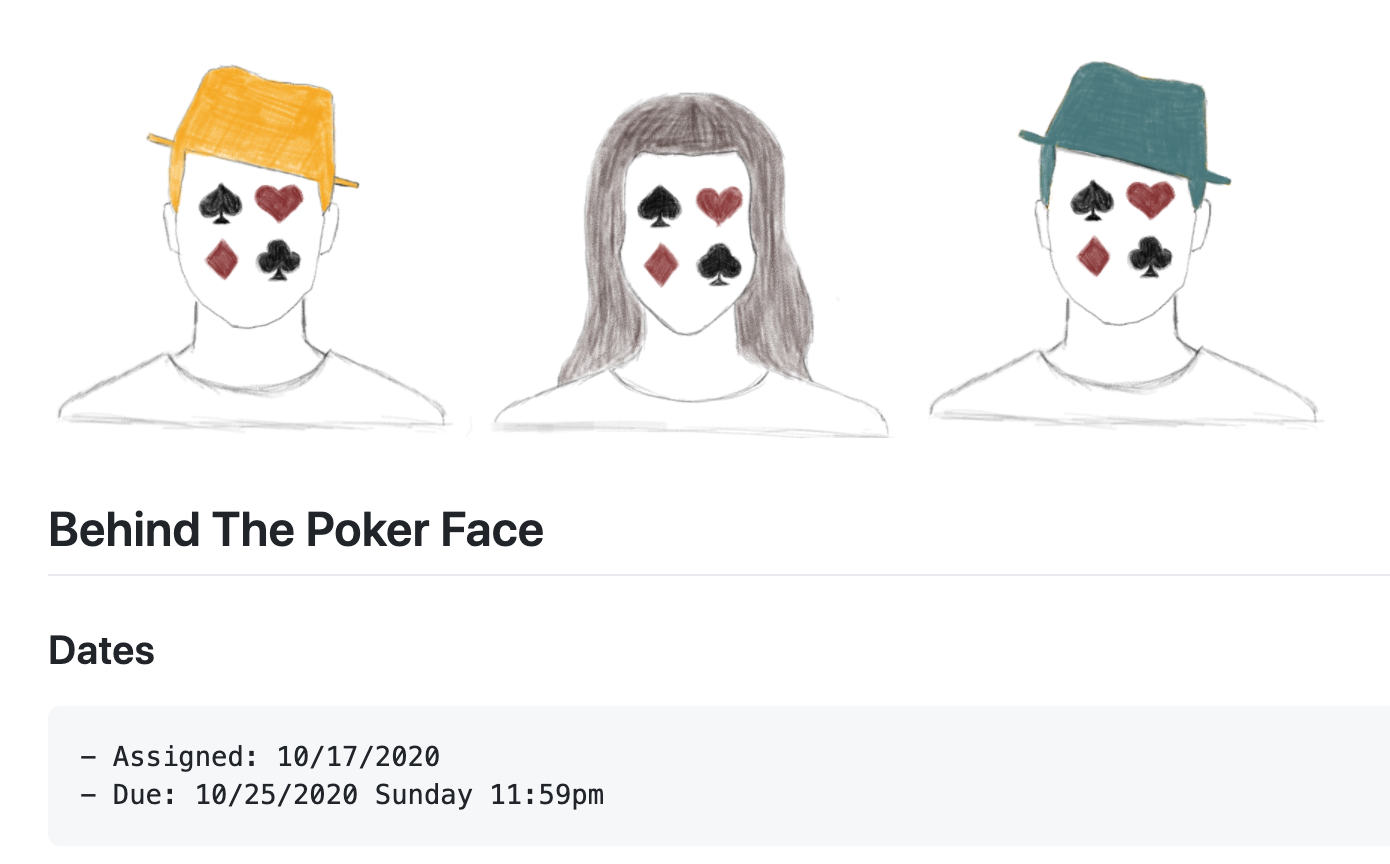 Behind The Poker Face
Dates
- Assigned: 10/17/2020
- Due: 10/25/2020 Sunday 11:59pm